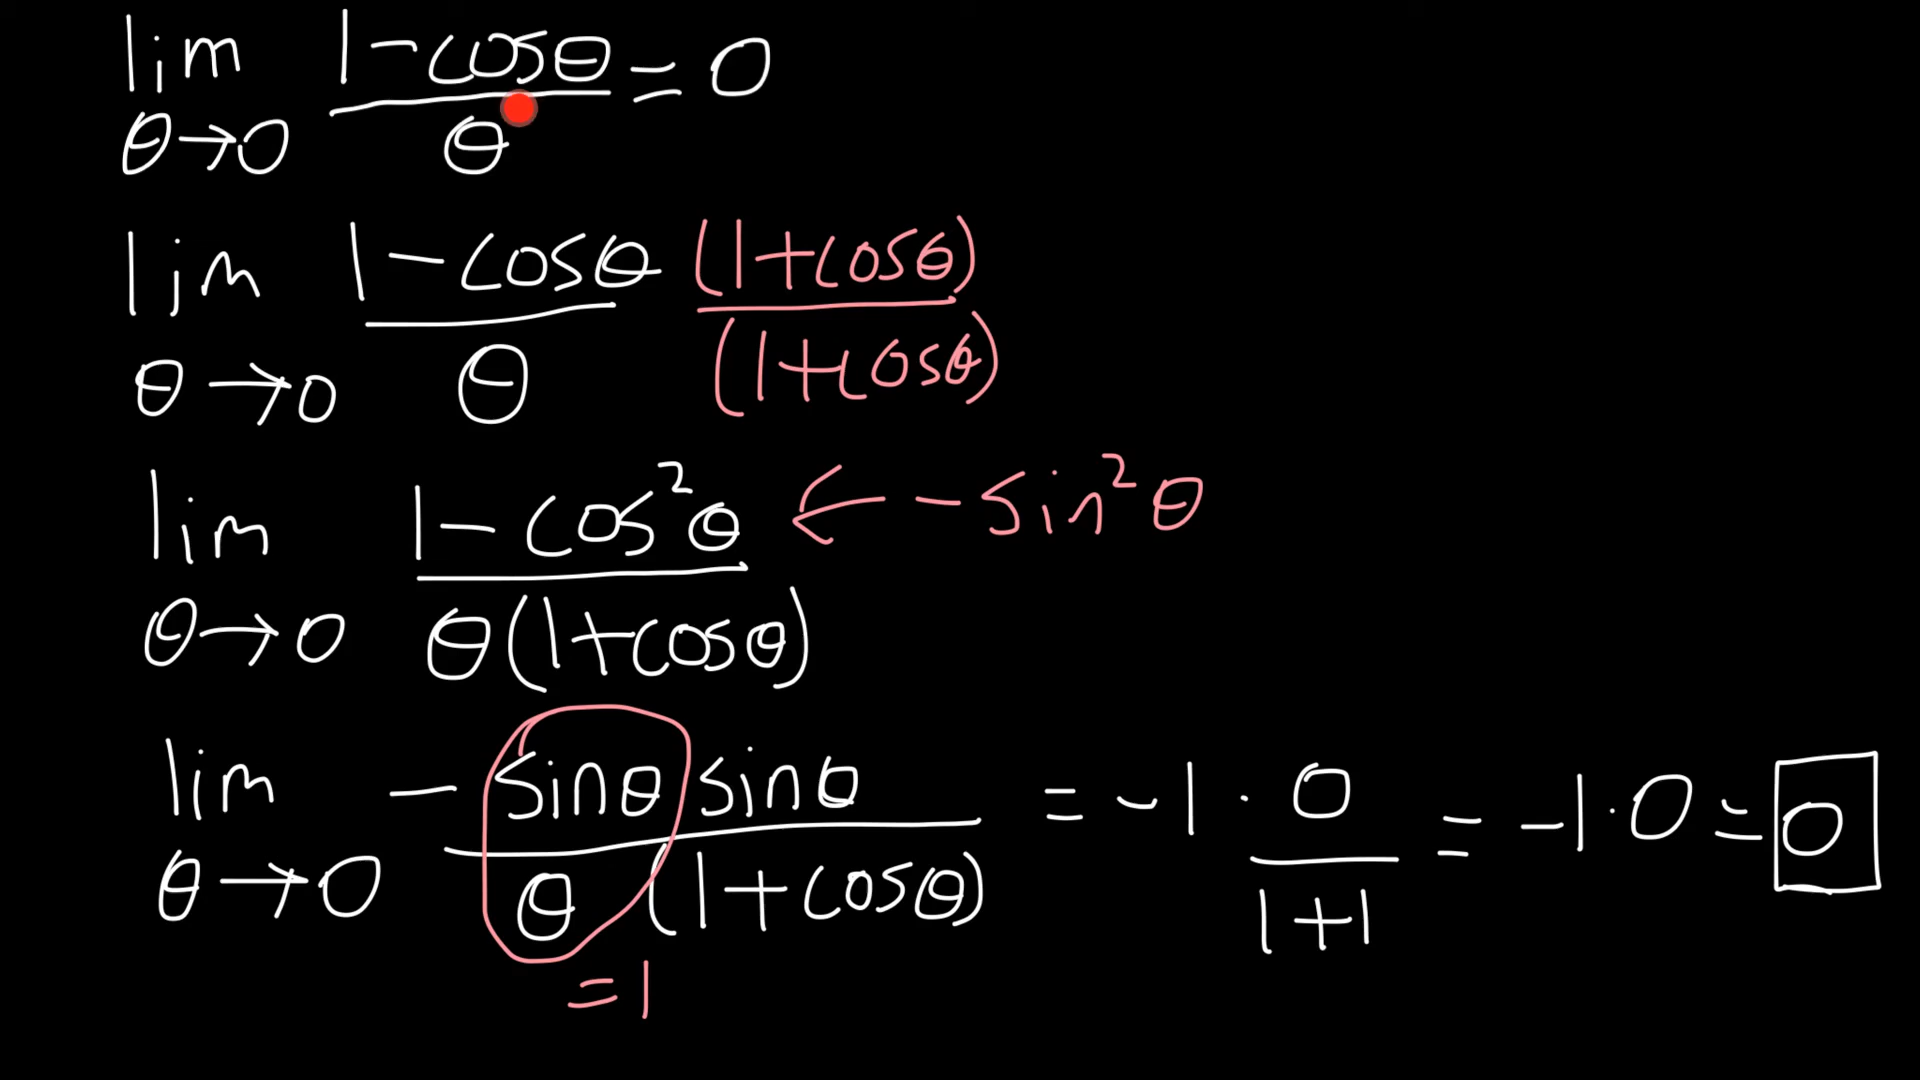 lim θ→0 (1-cosθ)/θ = 0
lim θ→0 (1-cosθ)/θ (1+cosθ)/(1+cosθ)
lim θ→0 (1-cos²θ)/(θ(1+cosθ)) ← -sin²θ
lim θ→0 -(sinθ sinθ)/(θ (1+cosθ)) = -1 · 0/(1+1) = -1 · 0 = 0
=1